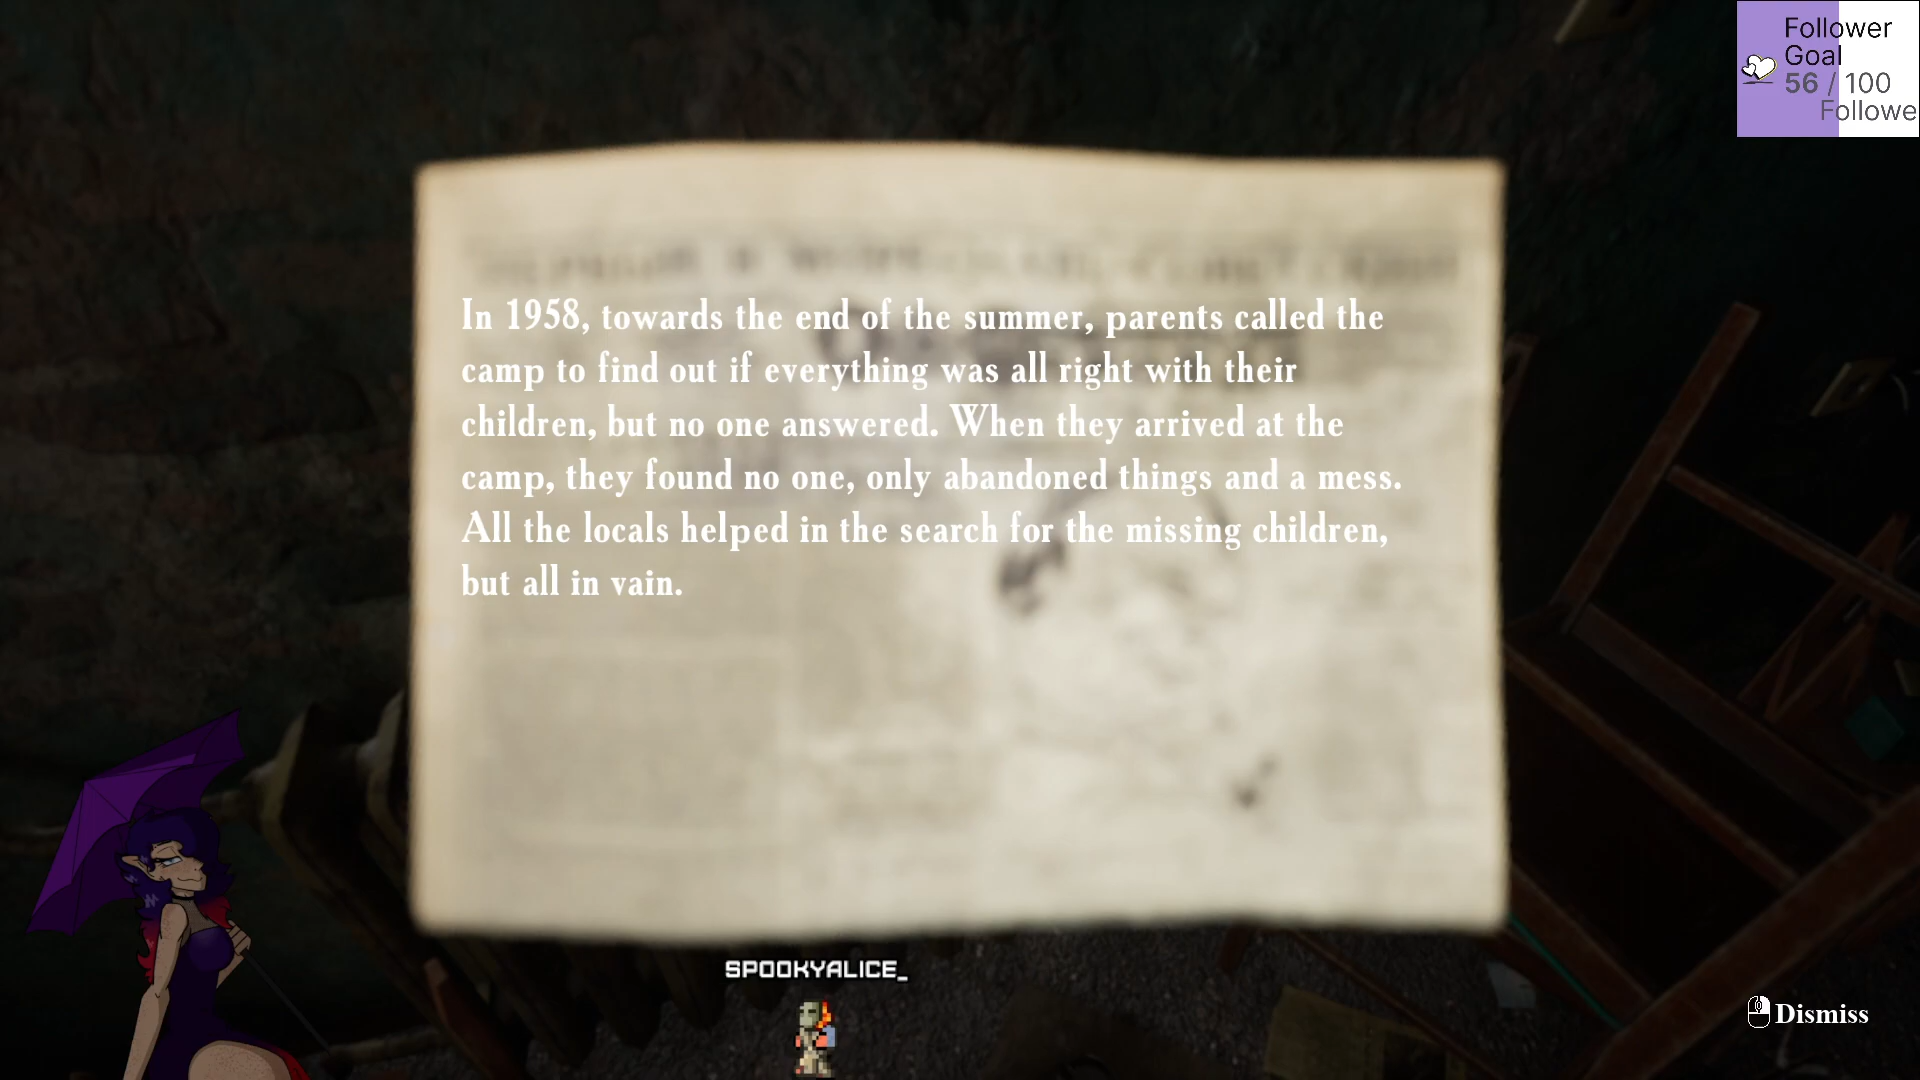 Follower
Goal
56 / 100
Followe
In 1958, towards the end of the summer, parents called the
camp to find out if everything was all right with their
children, but no one answered. When they arrived at the
camp, they found no one, only abandoned things and a mess.
All the locals helped in the search for the missing children,
but all in vain.
SPOOKYALICE_
Dismiss